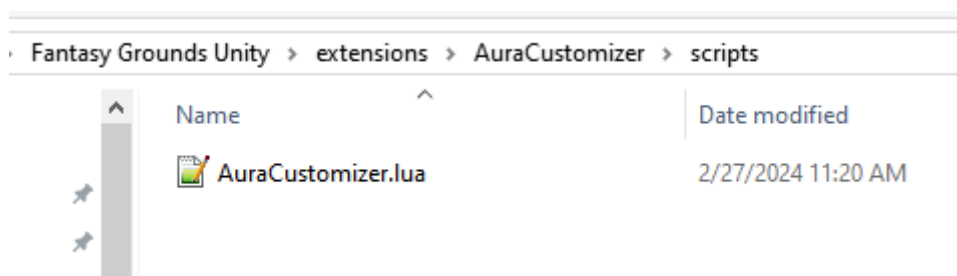 Fantasy Grounds Unity > extensions > AuraCustomizer > scripts
Name Date modified
AuraCustomizer.lua 2/27/2024 11:20 AM